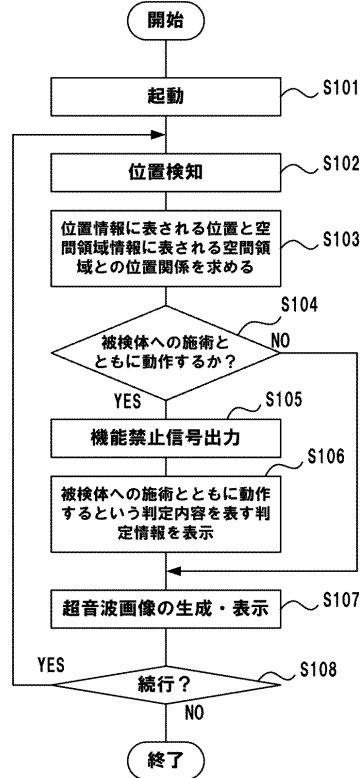 開始
起動
S101
位置検知
S102
位置情報に表される位置と空
間領域情報に表される空間領
域との位置関係を求める
S103
被検体への施術と
ともに動作するか？
S104
NO
YES
機能禁止信号出力
S105
被検体への施術とともに動作
するという判定内容を表す判
定情報を表示
S106
超音波画像の生成・表示
S107
続行？
S108
YES
NO
終了